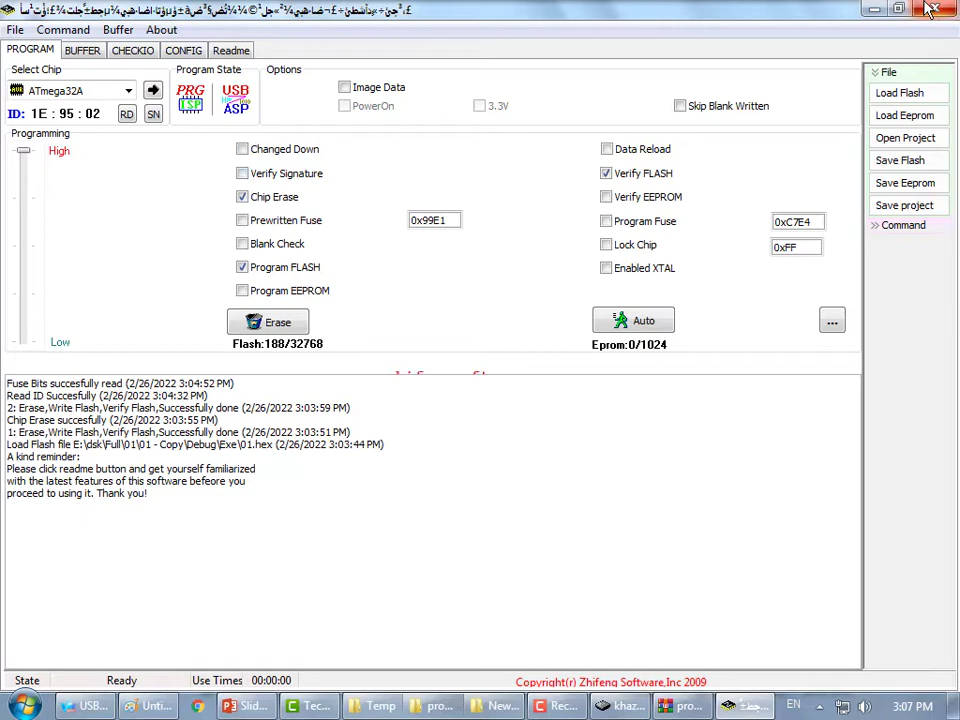 File Command Buffer About
PROGRAM BUFFER CHECKIO CONFIG Readme
Select Chip Program State Options
ATmega32A
PRG ISP USB ASP
Image Data
PowerOn 3.3V Skip Blank Written
ID: 1E : 95 : 02 RD SN
Programming
High
Low
Changed Down Data Reload
Verify Signature Verify FLASH
Chip Erase Verify EEPROM
Prewritten Fuse 0x99E1 Program Fuse 0xC7E4
Blank Check Lock Chip 0xFF
Program FLASH Enabled XTAL
Program EEPROM
Erase Auto ...
Flash:188/32768 Eprom:0/1024
File
Load Flash
Load Eeprom
Open Project
Save Flash
Save Eeprom
Save project
Command
Fuse Bits succesfully read (2/26/2022 3:04:52 PM)
Read ID Succesfully (2/26/2022 3:04:32 PM)
2: Erase,Write Flash,Verify Flash,Successfully done (2/26/2022 3:03:59 PM)
Chip Erase succesfully (2/26/2022 3:03:55 PM)
1: Erase,Write Flash,Verify Flash,Successfully done (2/26/2022 3:03:51 PM)
Load Flash file E:\dsk\Full\01\01 - Copy\Debug\Exe\01.hex (2/26/2022 3:03:44 PM)
A kind reminder:
Please click readme button and get yourself familiarized
with the latest features of this software befeore you
proceed to using it. Thank you!
State Ready Use Times 00:00:00 Copyright(r) Zhifeng Software,Inc 2009
USB... Unti... Slid... Tec... Temp pro... New... Rec... khaz... pro... EN 3:07 PM